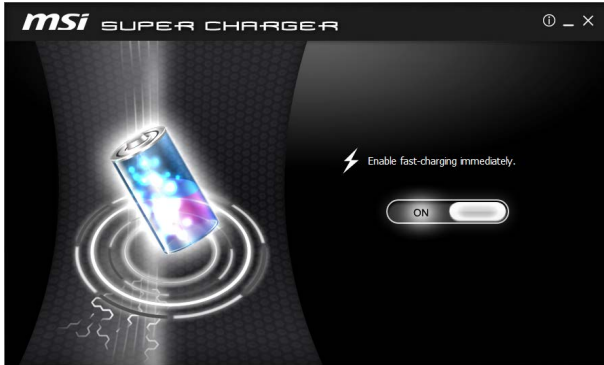 msi SUPER CHARGER
Enable fast-charging immediately.
ON